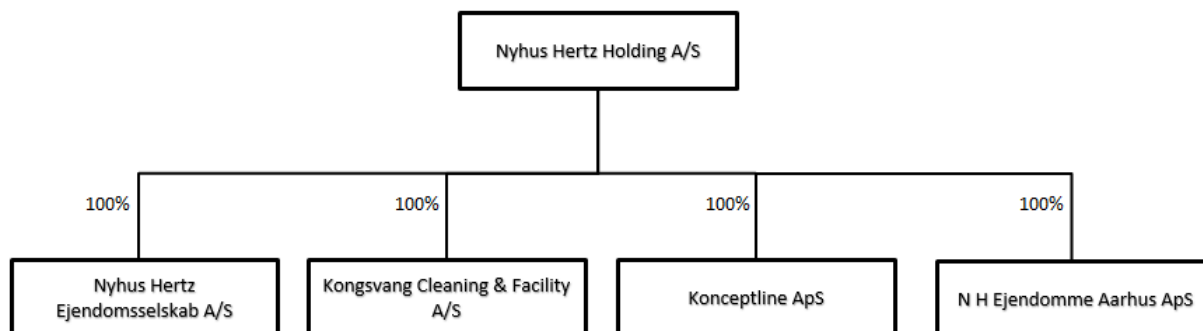 Nyhus Hertz Holding A/S
100%
100%
100%
100%
Nyhus Hertz
Ejendomsselskab A/S
Kongsvang Cleaning & Facility
A/S
Konceptline ApS
N H Ejendomme Aarhus ApS